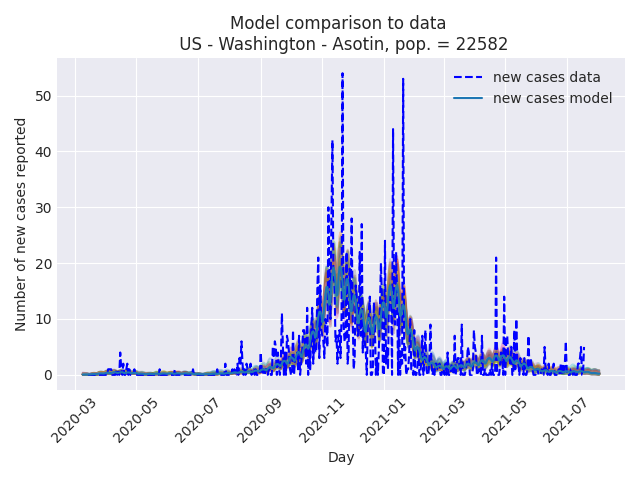 Model comparison to data
US - Washington - Asotin, pop. = 22582
new cases data
new cases model
Number of new cases reported
50
40
30
20
10
0
2020-03
2020-05
2020-07
2020-09
2020-11
2021-01
2021-03
2021-05
2021-07
Day